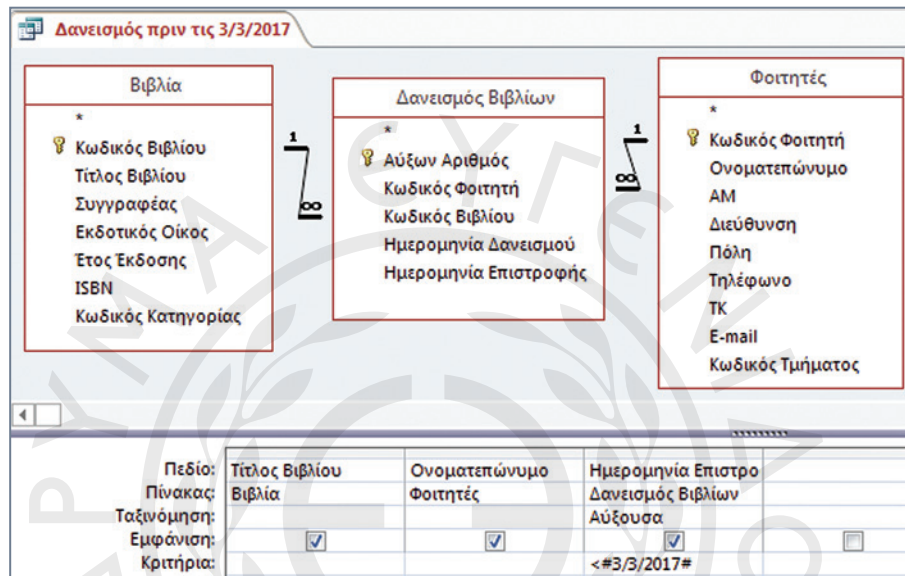 Δανεισμός πριν τις 3/3/2017
Βιβλία
*
Κωδικός Βιβλίου
Τίτλος Βιβλίου
Συγγραφέας
Εκδοτικός Οίκος
Έτος Έκδοσης
ISBN
Κωδικός Κατηγορίας
1
∞
Δανεισμός Βιβλίων
*
Αύξων Αριθμός
Κωδικός Φοιτητή
Κωδικός Βιβλίου
Ημερομηνία Δανεισμού
Ημερομηνία Επιστροφής
1
∞
Φοιτητές
*
Κωδικός Φοιτητή
Ονοματεπώνυμο
ΑΜ
Διεύθυνση
Πόλη
Τηλέφωνο
ΤΚ
E-mail
Κωδικός Τμήματος
Πεδίο: Τίτλος Βιβλίου Ονοματεπώνυμο Ημερομηνία Επιστρο
Πίνακας: Βιβλία Φοιτητές Δανεισμός Βιβλίων
Ταξινόμηση: Αύξουσα
Εμφάνιση:
Κριτήρια: <#3/3/2017#